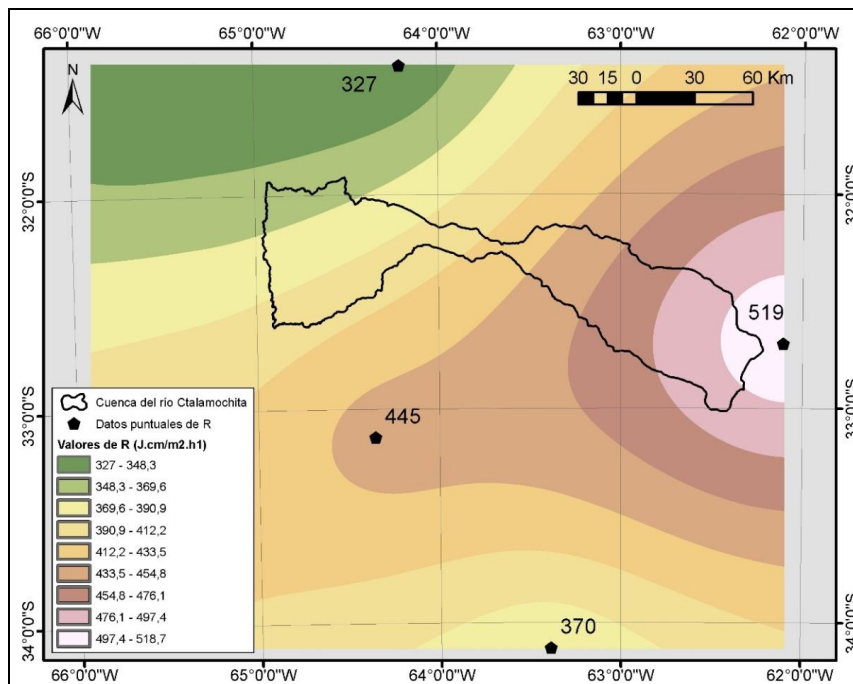 66°0'0"W 65°0'0"W 64°0'0"W 63°0'0"W 62°0'0"W
N
327
30 15 0 30 60 Km
32°0'0"S 32°0'0"S
519
445
33°0'0"S 33°0'0"S
Cuenca del río Ctalamochita
Datos puntuales de R
Valores de R (J.cm/m2.h1)
327 - 348,3
348,3 - 369,6
369,6 - 390,9
390,9 - 412,2
412,2 - 433,5
433,5 - 454,8
454,8 - 476,1
476,1 - 497,4
497,4 - 518,7
370
34°0'0"S 34°0'0"S
66°0'0"W 65°0'0"W 64°0'0"W 63°0'0"W 62°0'0"W